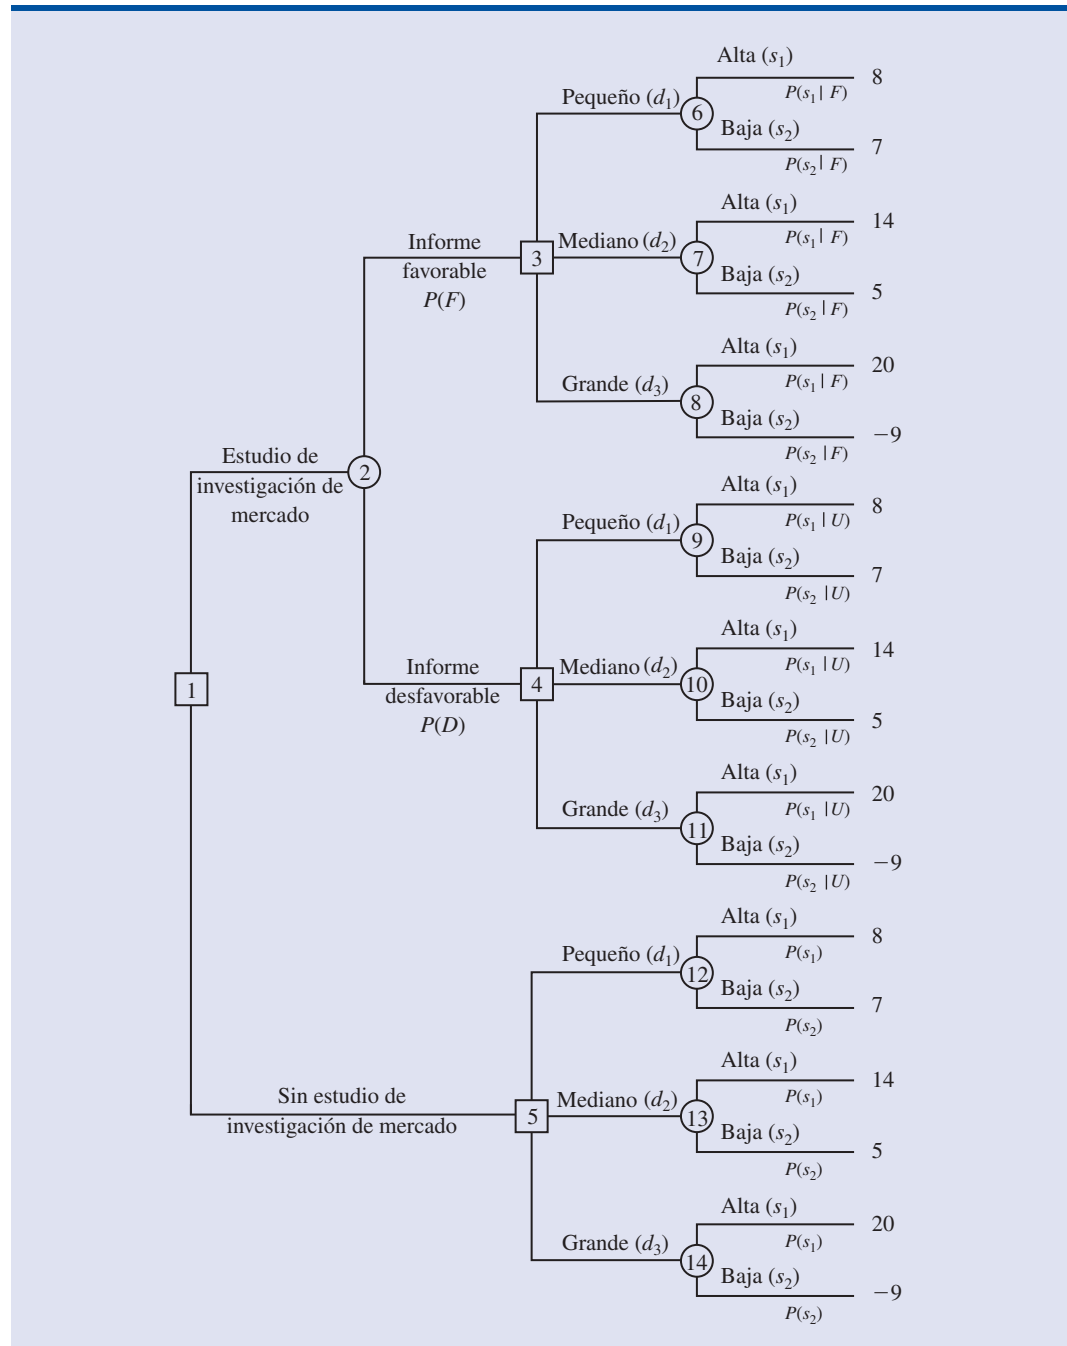 Alta (s1)
8
P(s1 | F)
Pequeño (d1)
6
Baja (s2)
7
P(s2 | F)
Alta (s1)
14
P(s1 | F)
Informe
favorable
P(F)
3
Mediano (d2)
7
Baja (s2)
5
P(s2 | F)
Alta (s1)
20
P(s1 | F)
Grande (d3)
8
Baja (s2)
−9
P(s2 | F)
Estudio de
investigación de
mercado
2
Alta (s1)
8
P(s1 | U)
Pequeño (d1)
9
Baja (s2)
7
P(s2 | U)
Alta (s1)
14
P(s1 | U)
1
Informe
desfavorable
P(D)
4
Mediano (d2)
10
Baja (s2)
5
P(s2 | U)
Alta (s1)
20
P(s1 | U)
Grande (d3)
11
Baja (s2)
−9
P(s2 | U)
Alta (s1)
8
P(s1)
Pequeño (d1)
12
Baja (s2)
7
P(s2)
Alta (s1)
14
P(s1)
Sin estudio de
investigación de mercado
5
Mediano (d2)
13
Baja (s2)
5
P(s2)
Alta (s1)
20
P(s1)
Grande (d3)
14
Baja (s2)
−9
P(s2)